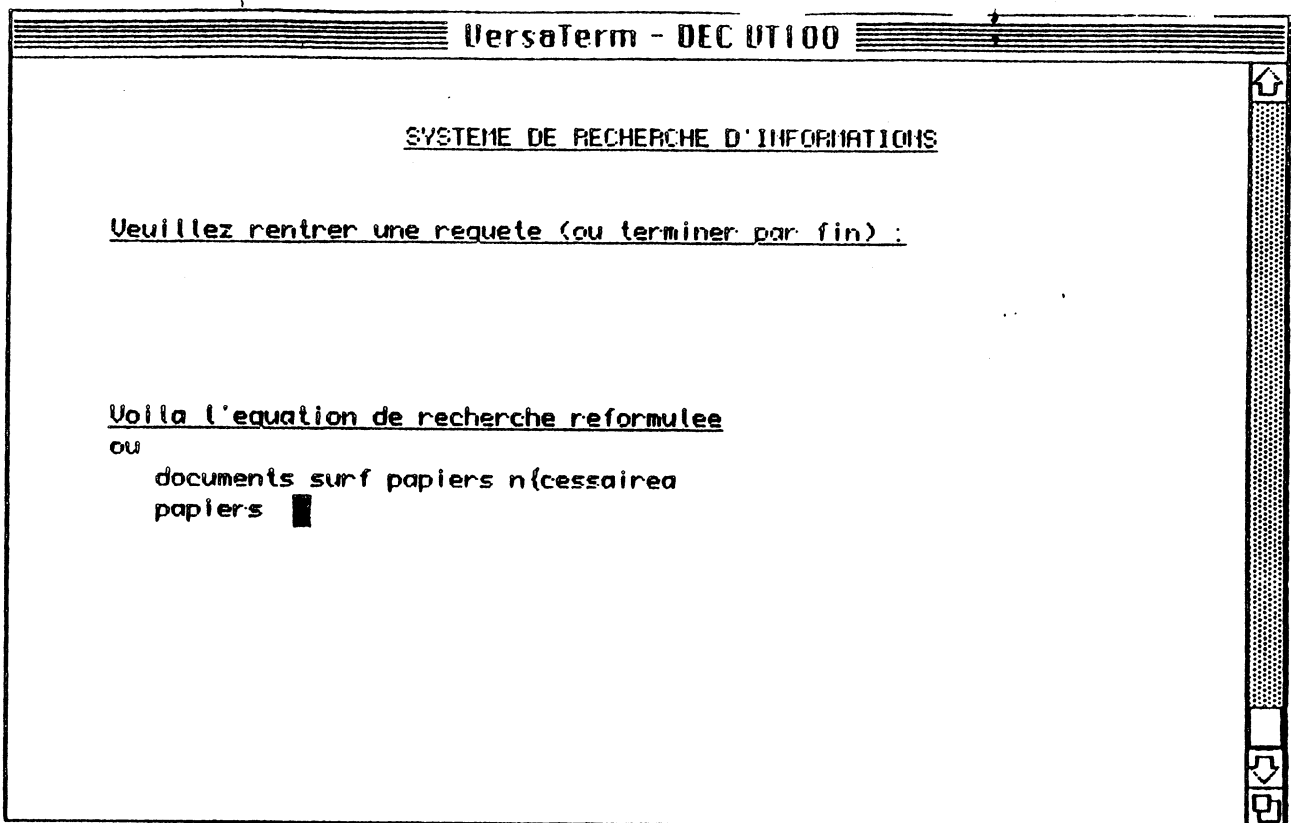 VersaTerm - DEC VT100
SYSTEME DE RECHERCHE D'INFORMATIONS
Veuillez rentrer une requete (ou terminer par fin) :
Voila l'equation de recherche reformulee
ou
documents surf papiers n{cessairea
papiers